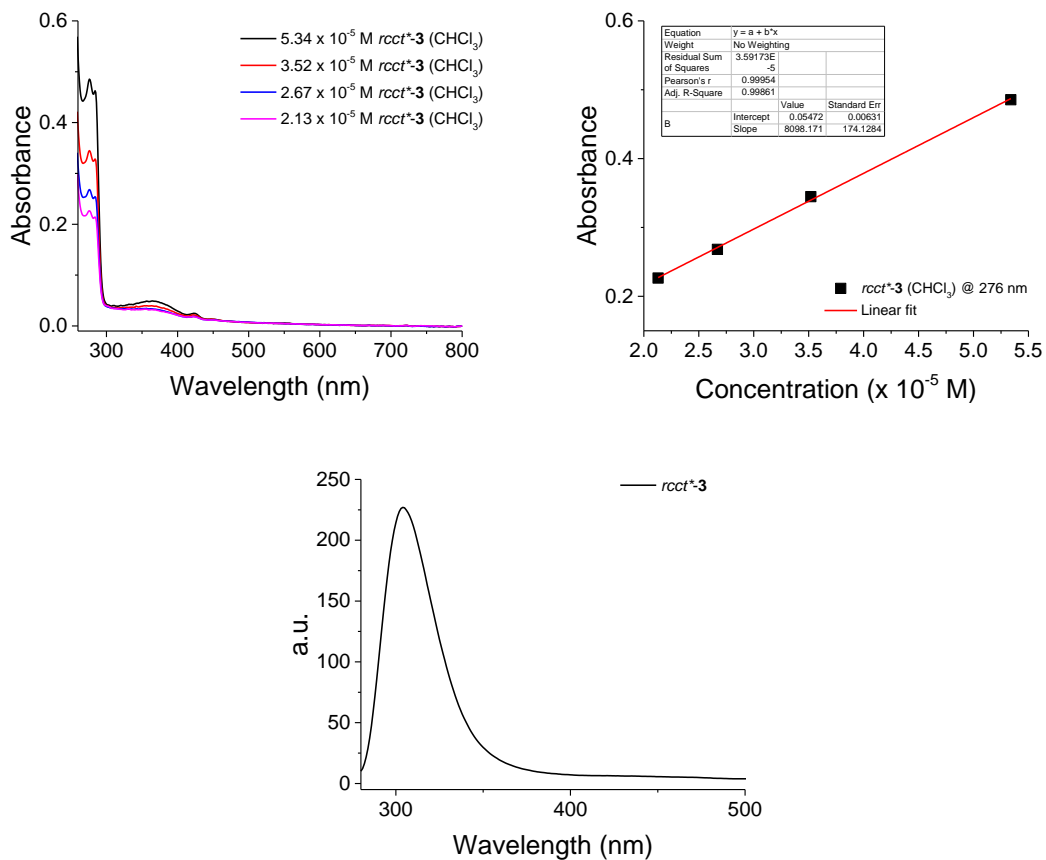 0.6
0.4
0.2
0.0
Absorbance
5.34 x 10⁻⁵ M rcct*-3 (CHCl₃)
3.52 x 10⁻⁵ M rcct*-3 (CHCl₃)
2.67 x 10⁻⁵ M rcct*-3 (CHCl₃)
2.13 x 10⁻⁵ M rcct*-3 (CHCl₃)
300 400 500 600 700 800
Wavelength (nm)
0.6
0.4
0.2
Abosrbance
Equation y = a + b*x
Weight No Weighting
Residual Sum 3.59173E
of Squares -5
Pearson's r 0.99954
Adj. R-Square 0.99861
Value Standard Err
B Intercept 0.05472 0.00631
Slope 8098.171 174.1284
rcct*-3 (CHCl₃) @ 276 nm
Linear fit
2.0 2.5 3.0 3.5 4.0 4.5 5.0 5.5
Concentration (x 10⁻⁵ M)
250
200
150
100
50
0
a.u.
rcct*-3
300 400 500
Wavelength (nm)